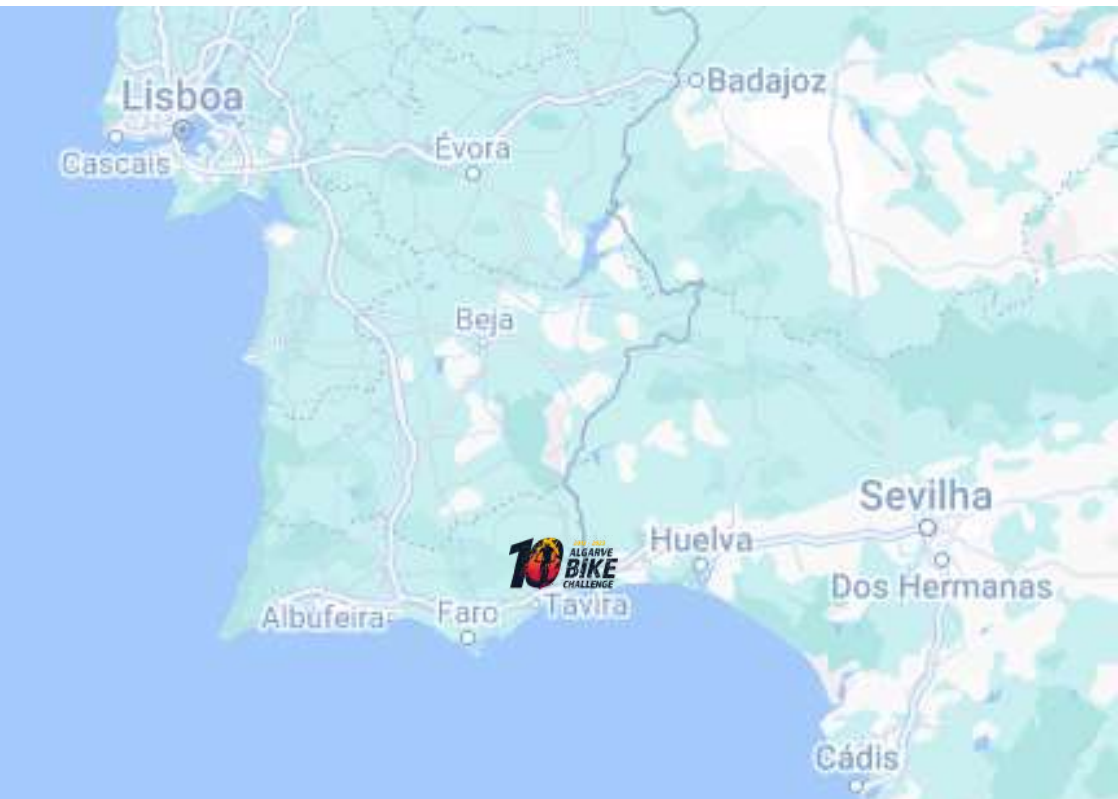 Badajoz
Lisboa
Évora
Cascais
Beja
Sevilha
Huelva
10 ALGARVE
BIKE
CHALLENGE
Dos Hermanas
Albufeira
Faro
Tavira
Cádis